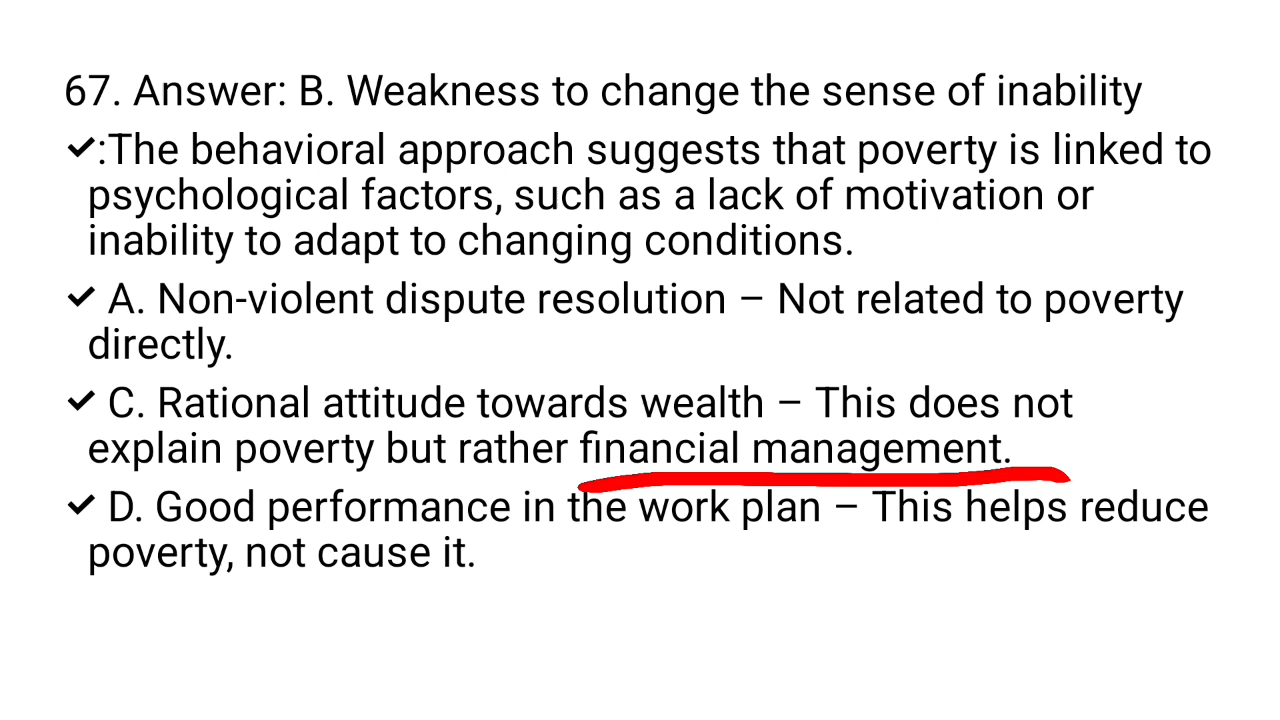 67. Answer: B. Weakness to change the sense of inability
✔:The behavioral approach suggests that poverty is linked to
psychological factors, such as a lack of motivation or
inability to adapt to changing conditions.
✔ A. Non-violent dispute resolution – Not related to poverty
directly.
✔ C. Rational attitude towards wealth – This does not
explain poverty but rather financial management.
✔ D. Good performance in the work plan – This helps reduce
poverty, not cause it.